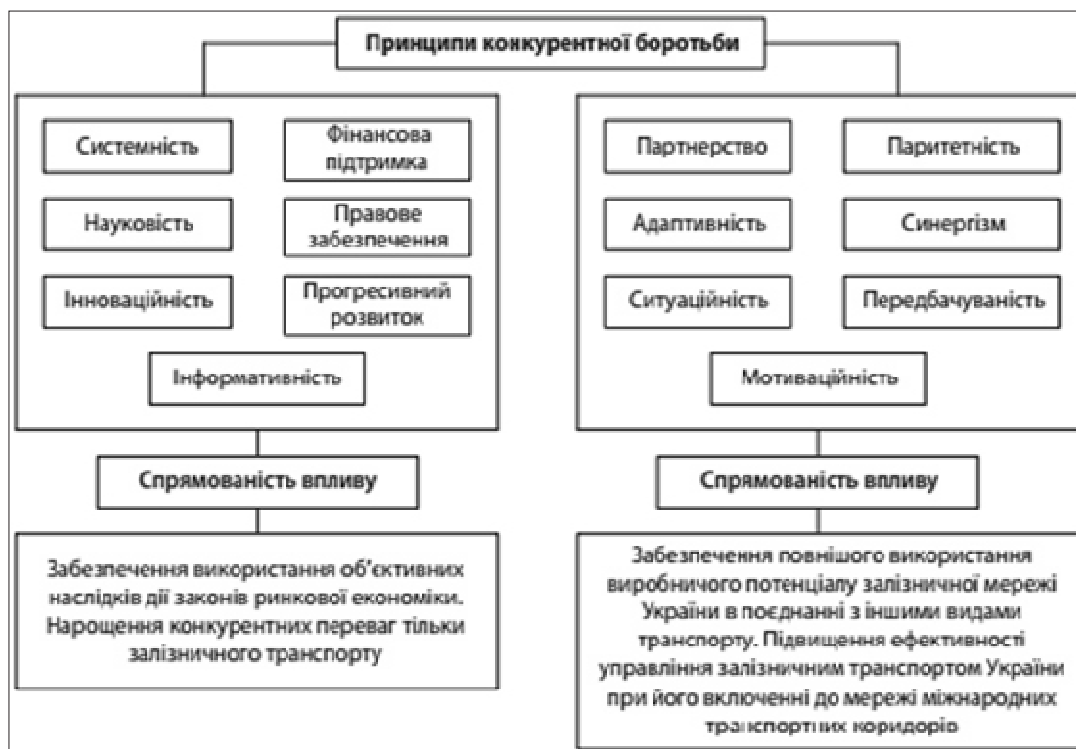 Принципи конкурентної боротьби
Системність
Фінансова
підтримка
Науковість
Правове
забезпечення
Інноваційність
Прогресивний
розвиток
Інформативність
Партнерство
Паритетність
Адаптивність
Синергізм
Ситуаційність
Передбачуваність
Мотиваційність
Спрямованість впливу
Спрямованість впливу
Забезпечення використання об'єктивних
наслідків дії законів ринкової економіки.
Нарощення конкурентних переваг тільки
залізничного транспорту
Забезпечення повнішого використання
виробничого потенціалу залізничної мережі
України в поєднанні з іншими видами
транспорту. Підвищення ефективності
управління залізничним транспортом України
при його включенні до мережі міжнародних
транспортних коридорів